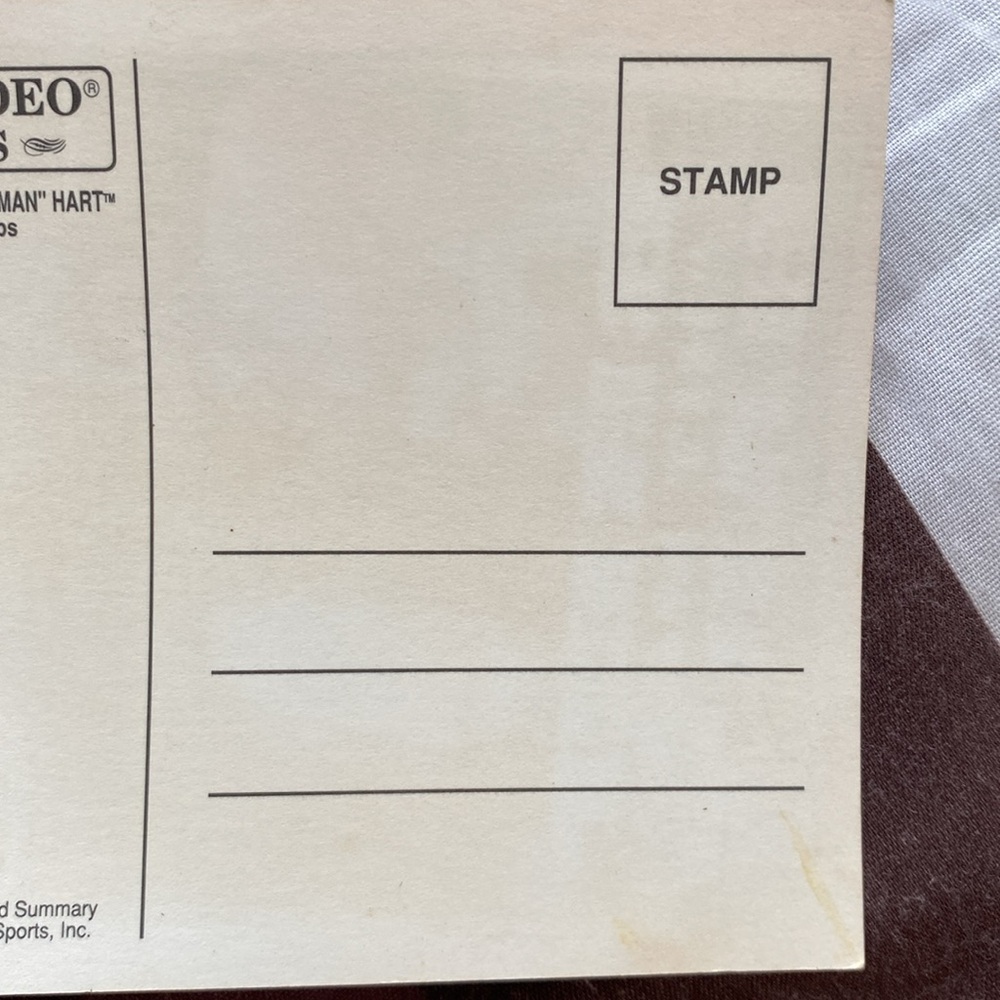 DEO®
S
MAN" HART™
os
STAMP
d Summary
Sports, Inc.